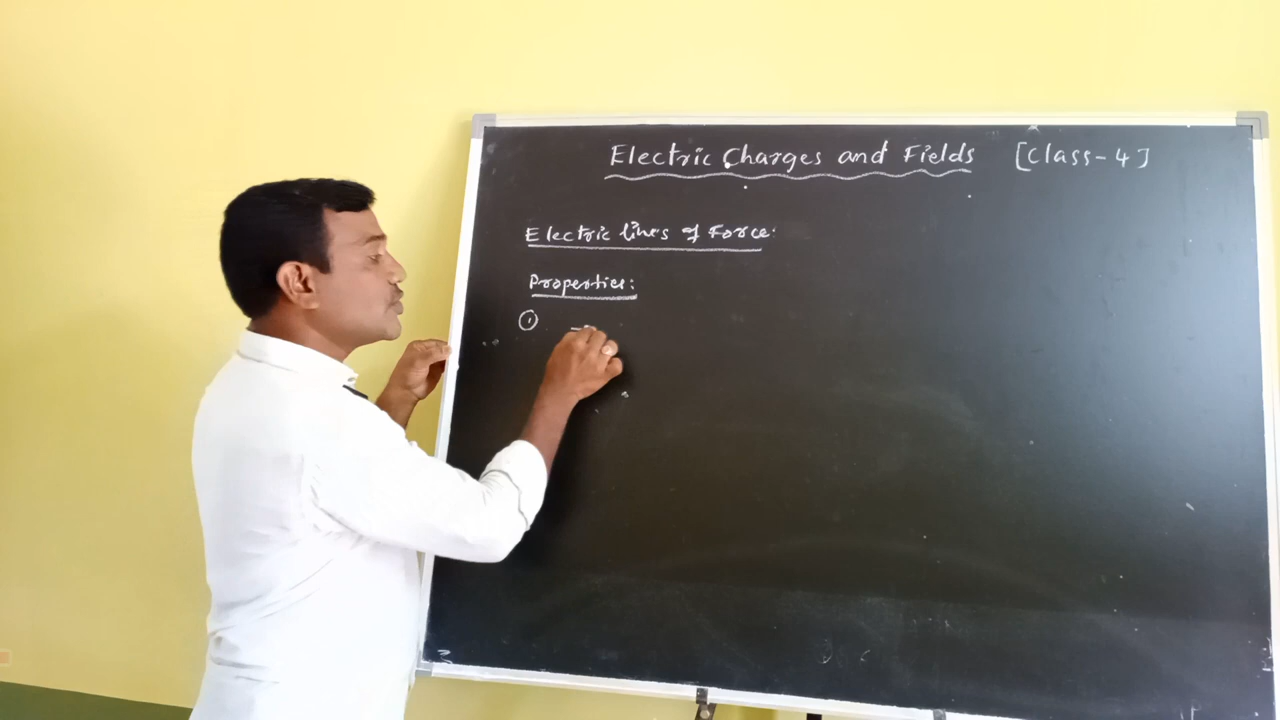 Electric Charges and Fields [Class-4]
Electric lines of Force:
Properties:
①